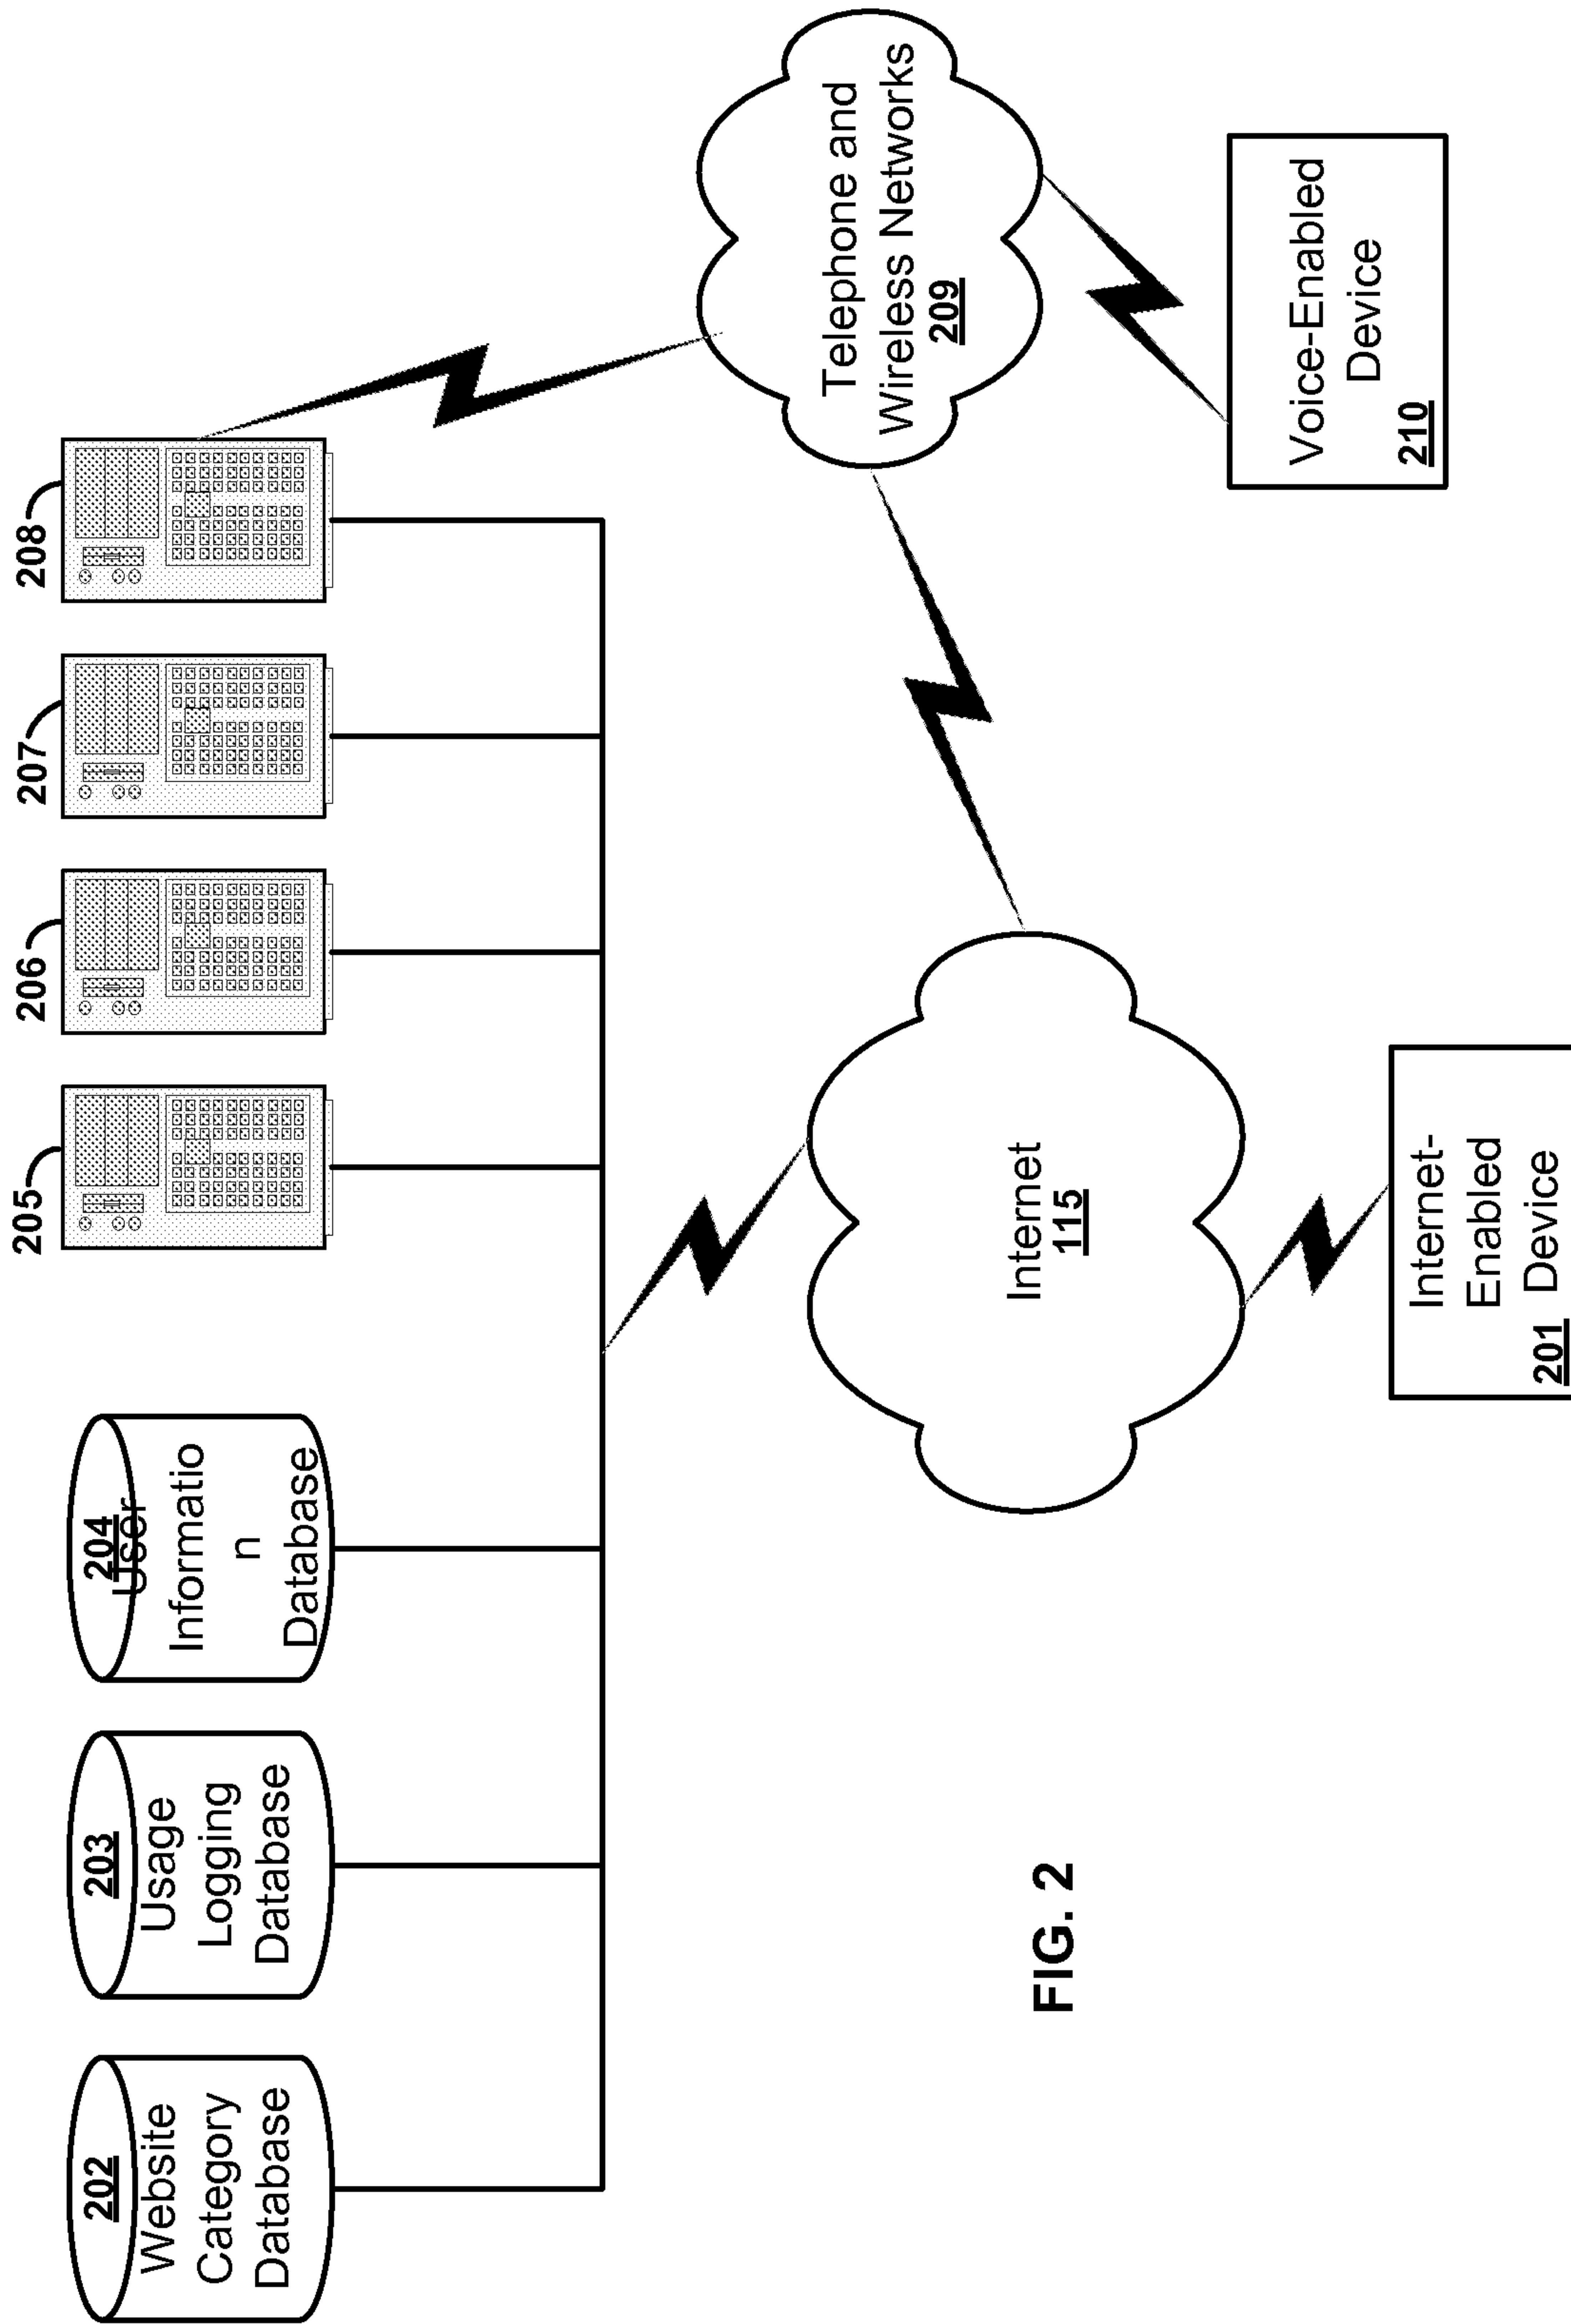 202
Website
Category
Database
203
Usage
Logging
Database
204
User
Informatio
n
Database
205
206
207
208
Internet
115
Telephone and
Wireless Networks
209
Internet-
Enabled
201 Device
Voice-Enabled
Device
210
FIG. 2